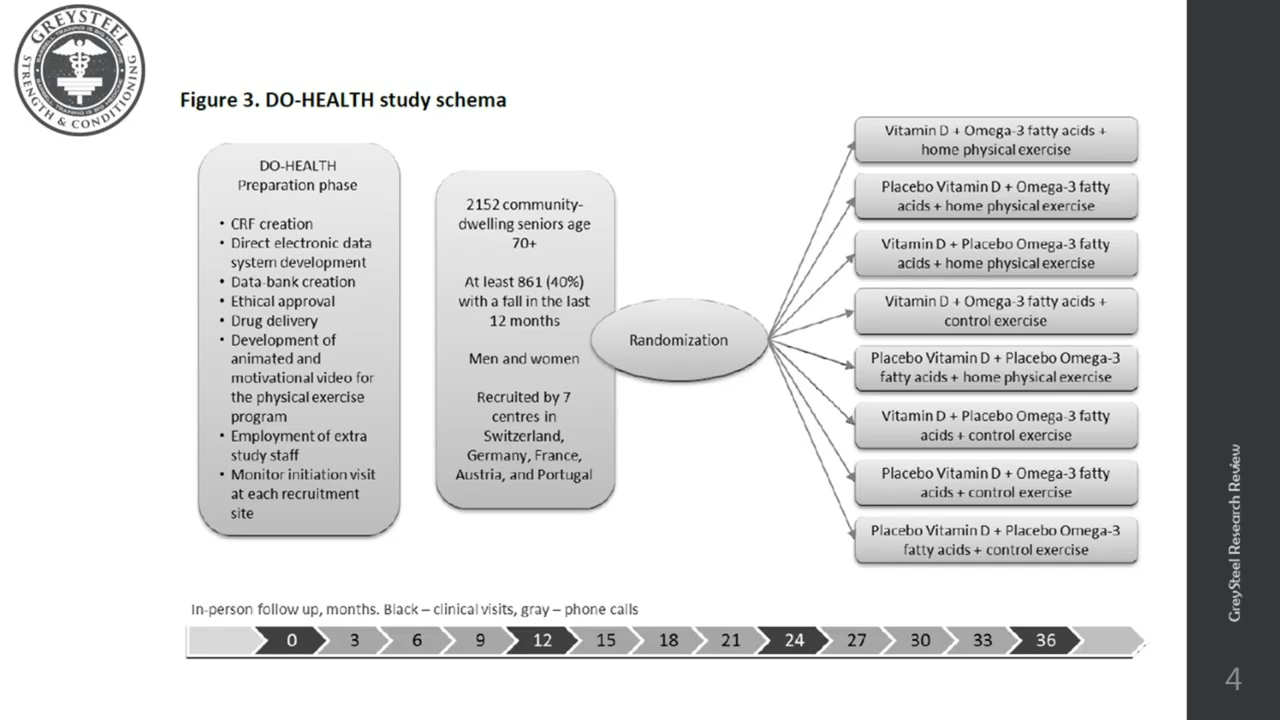 GREYSTEEL
STRENGTH & CONDITIONING
Figure 3. DO-HEALTH study schema
DO-HEALTH
Preparation phase
• CRF creation
• Direct electronic data
system development
• Data-bank creation
• Ethical approval
• Drug delivery
• Development of
animated and
motivational video for
the physical exercise
program
• Employment of extra
study staff
• Monitor initiation visit
at each recruitment
site
2152 community-
dwelling seniors age
70+
At least 861 (40%)
with a fall in the last
12 months
Men and women
Recruited by 7
centres in
Switzerland,
Germany, France,
Austria, and Portugal
Randomization
Vitamin D + Omega-3 fatty acids +
home physical exercise
Placebo Vitamin D + Omega-3 fatty
acids + home physical exercise
Vitamin D + Placebo Omega-3 fatty
acids + home physical exercise
Vitamin D + Omega-3 fatty acids +
control exercise
Placebo Vitamin D + Placebo Omega-3
fatty acids + home physical exercise
Vitamin D + Placebo Omega-3 fatty
acids + control exercise
Placebo Vitamin D + Omega-3 fatty
acids + control exercise
Placebo Vitamin D + Placebo Omega-3
fatty acids + control exercise
In-person follow up, months. Black – clinical visits, gray – phone calls
0 3 6 9 12 15 18 21 24 27 30 33 36
GreySteel Research Review
4